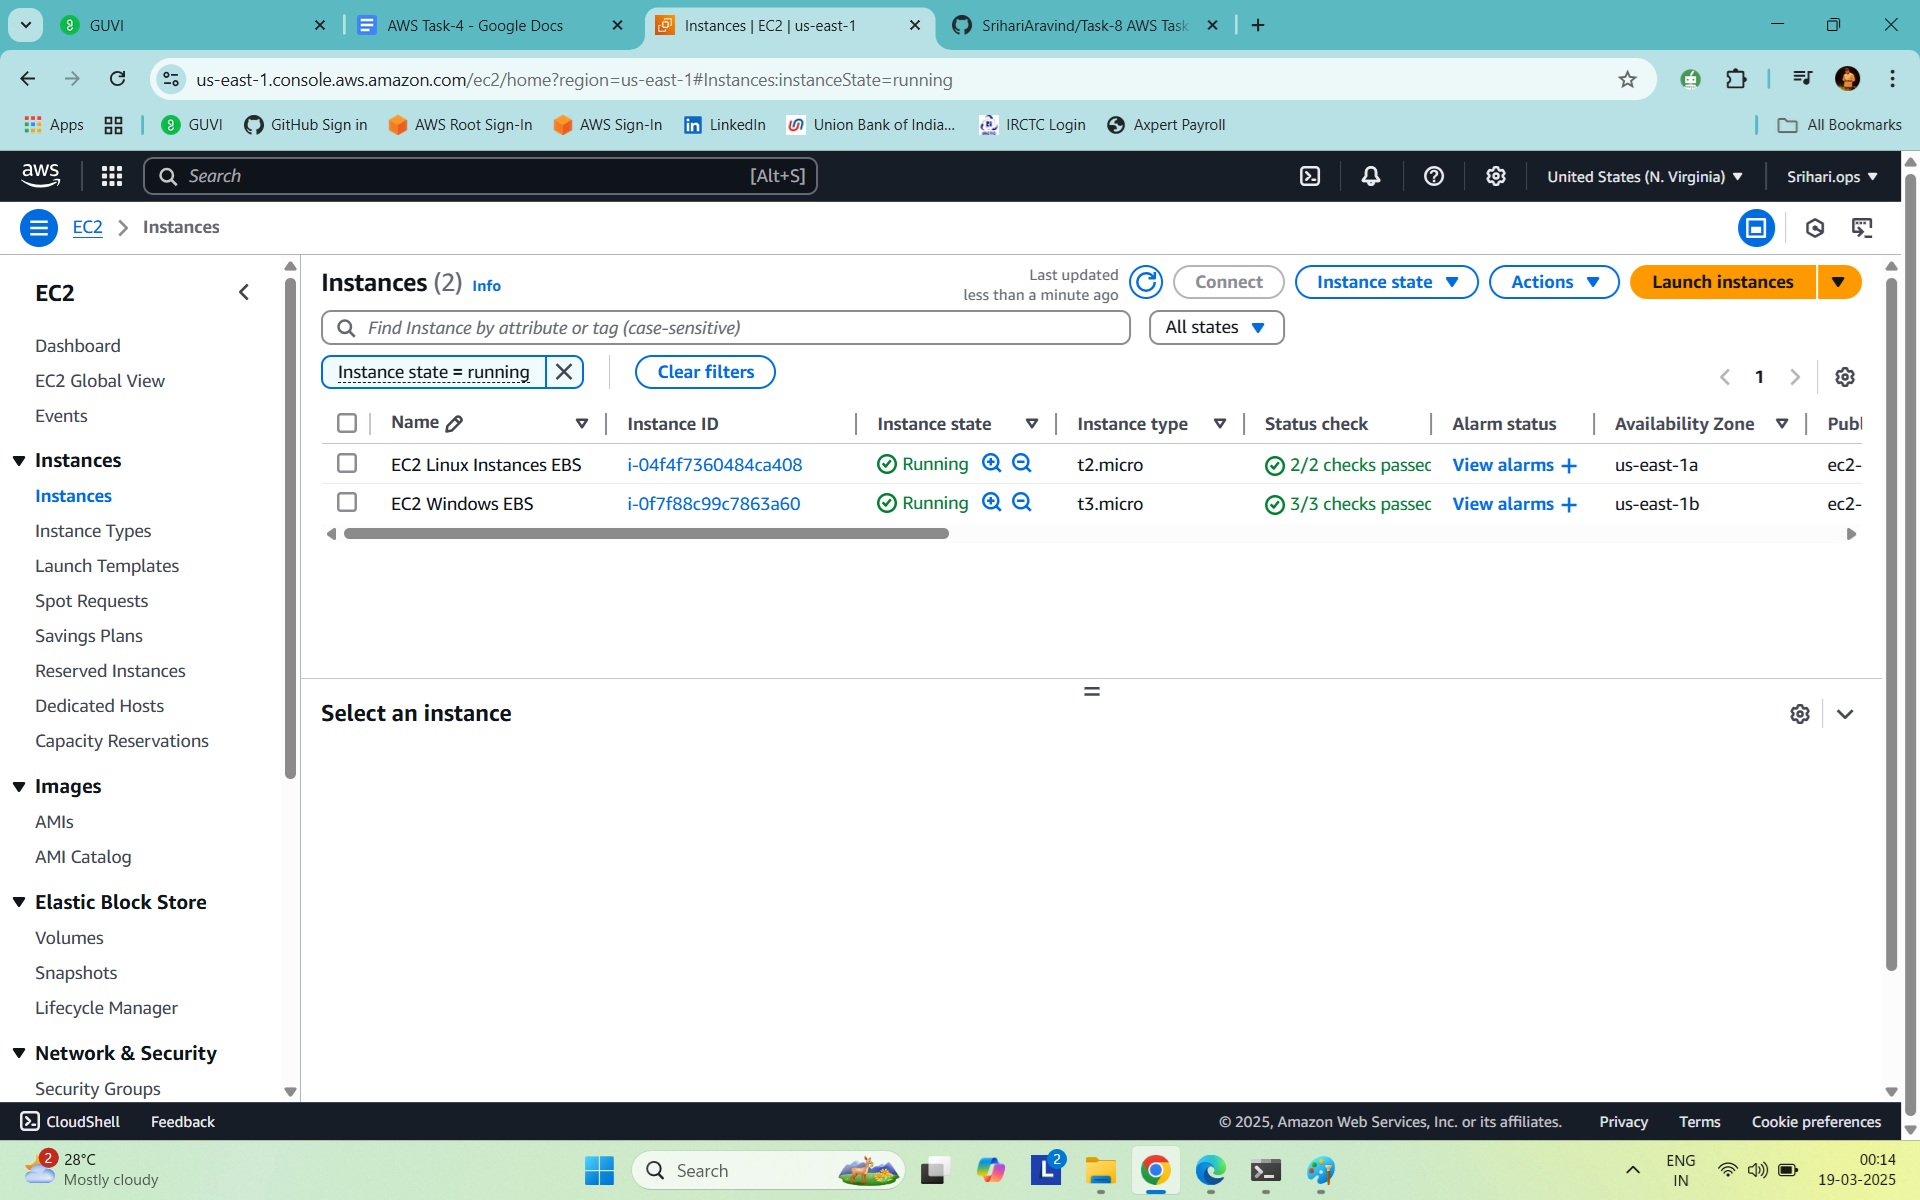 GUVI
AWS Task-4 - Google Docs
Instances | EC2 | us-east-1
SrihariAravind/Task-8 AWS Task
us-east-1.console.aws.amazon.com/ec2/home?region=us-east-1#Instances:instanceState=running
Apps
GUVI
GitHub Sign in
AWS Root Sign-In
AWS Sign-In
LinkedIn
Union Bank of India...
IRCTC Login
Axpert Payroll
All Bookmarks
aws
Search
[Alt+S]
United States (N. Virginia)
Srihari.ops
EC2
Instances
EC2
Dashboard
EC2 Global View
Events
Instances
Instances
Instance Types
Launch Templates
Spot Requests
Savings Plans
Reserved Instances
Dedicated Hosts
Capacity Reservations
Images
AMIs
AMI Catalog
Elastic Block Store
Volumes
Snapshots
Lifecycle Manager
Network & Security
Security Groups
Instances (2) Info
Last updated
less than a minute ago
Connect
Instance state
Actions
Launch instances
Find Instance by attribute or tag (case-sensitive)
All states
Instance state = running
Clear filters
1
Name
Instance ID
Instance state
Instance type
Status check
Alarm status
Availability Zone
Publ
EC2 Linux Instances EBS
i-04f4f7360484ca408
Running
t2.micro
2/2 checks passec
View alarms +
us-east-1a
ec2-
EC2 Windows EBS
i-0f7f88c99c7863a60
Running
t3.micro
3/3 checks passec
View alarms +
us-east-1b
ec2-
Select an instance
CloudShell
Feedback
© 2025, Amazon Web Services, Inc. or its affiliates.
Privacy
Terms
Cookie preferences
2
28°C
Mostly cloudy
Search
L
2
ENG
IN
00:14
19-03-2025